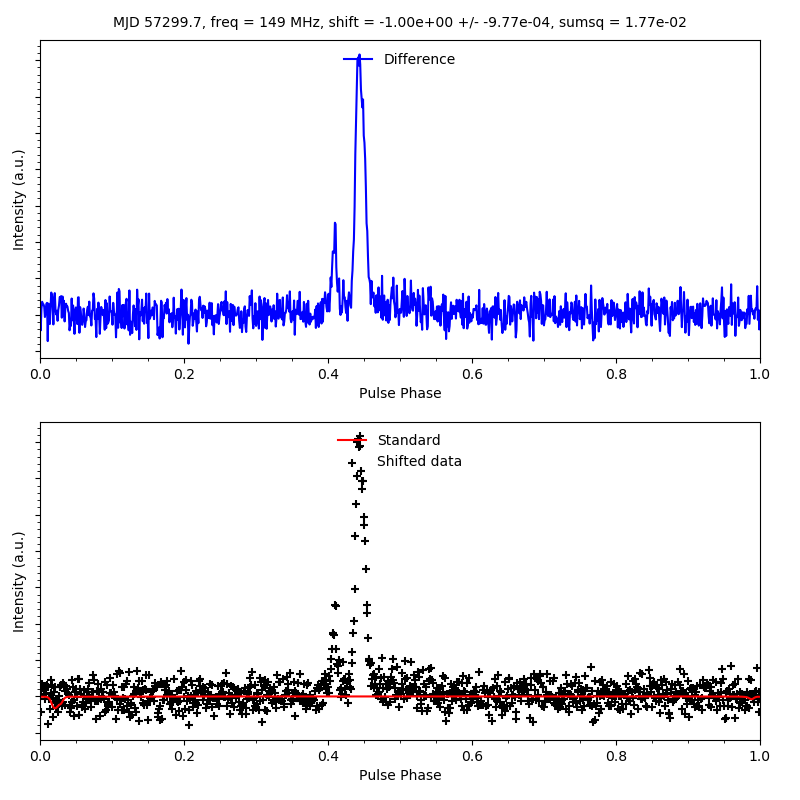 MJD 57299.7, freq = 149 MHz, shift = -1.00e+00 +/- -9.77e-04, sumsq = 1.77e-02
Difference
Intensity (a.u.)
0.0 0.2 0.4 0.6 0.8 1.0
Pulse Phase
Standard
Shifted data
Intensity (a.u.)
0.0 0.2 0.4 0.6 0.8 1.0
Pulse Phase